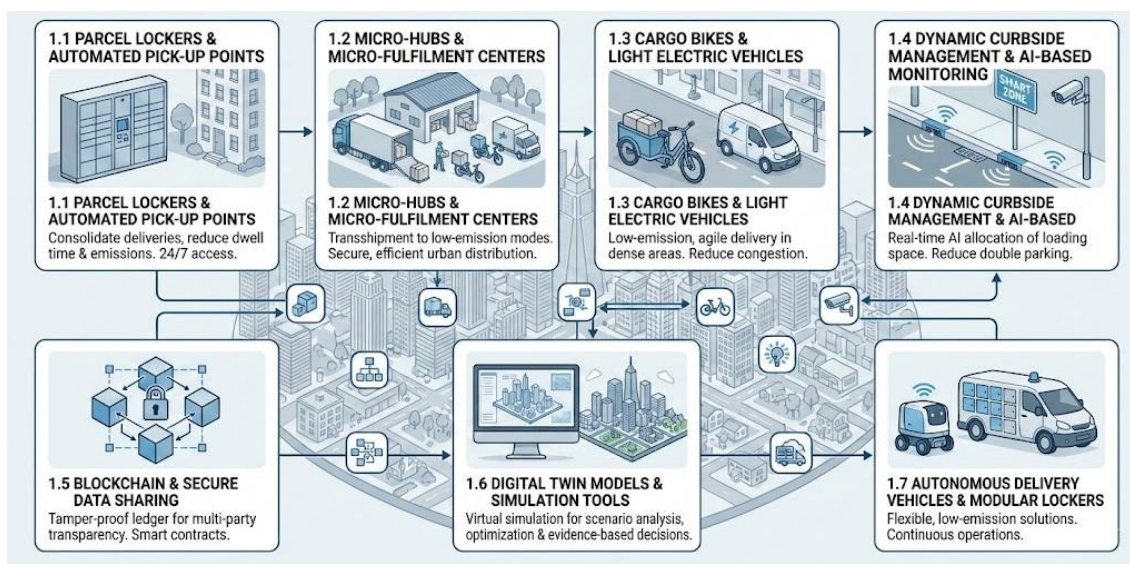 1.1 PARCEL LOCKERS &
AUTOMATED PICK-UP POINTS
1.1 PARCEL LOCKERS &
AUTOMATED PICK-UP POINTS
Consolidate deliveries, reduce dwell
time & emissions. 24/7 access.
1.2 MICRO-HUBS &
MICRO-FULFILMENT CENTERS
1.2 MICRO-HUBS &
MICRO-FULFILMENT CENTERS
Transshipment to low-emission modes.
Secure, efficient urban distribution.
1.3 CARGO BIKES &
LIGHT ELECTRIC VEHICLES
1.3 CARGO BIKES & LIGHT
ELECTRIC VEHICLES
Low-emission, agile delivery in
dense areas. Reduce congestion.
1.4 DYNAMIC CURBSIDE
MANAGEMENT & AI-BASED
MONITORING
SMART
ZONE
1.4 DYNAMIC CURBSIDE
MANAGEMENT & AI-BASED
Real-time AI allocation of loading
space. Reduce double parking.
1.5 BLOCKCHAIN & SECURE
DATA SHARING
Tamper-proof ledger for multi-party
transparency. Smart contracts.
1.6 DIGITAL TWIN MODELS &
SIMULATION TOOLS
Virtual simulation for scenario analysis,
optimization & evidence-based decisions.
1.7 AUTONOMOUS DELIVERY
VEHICLES & MODULAR LOCKERS
Flexible, low-emission solutions.
Continuous operations.